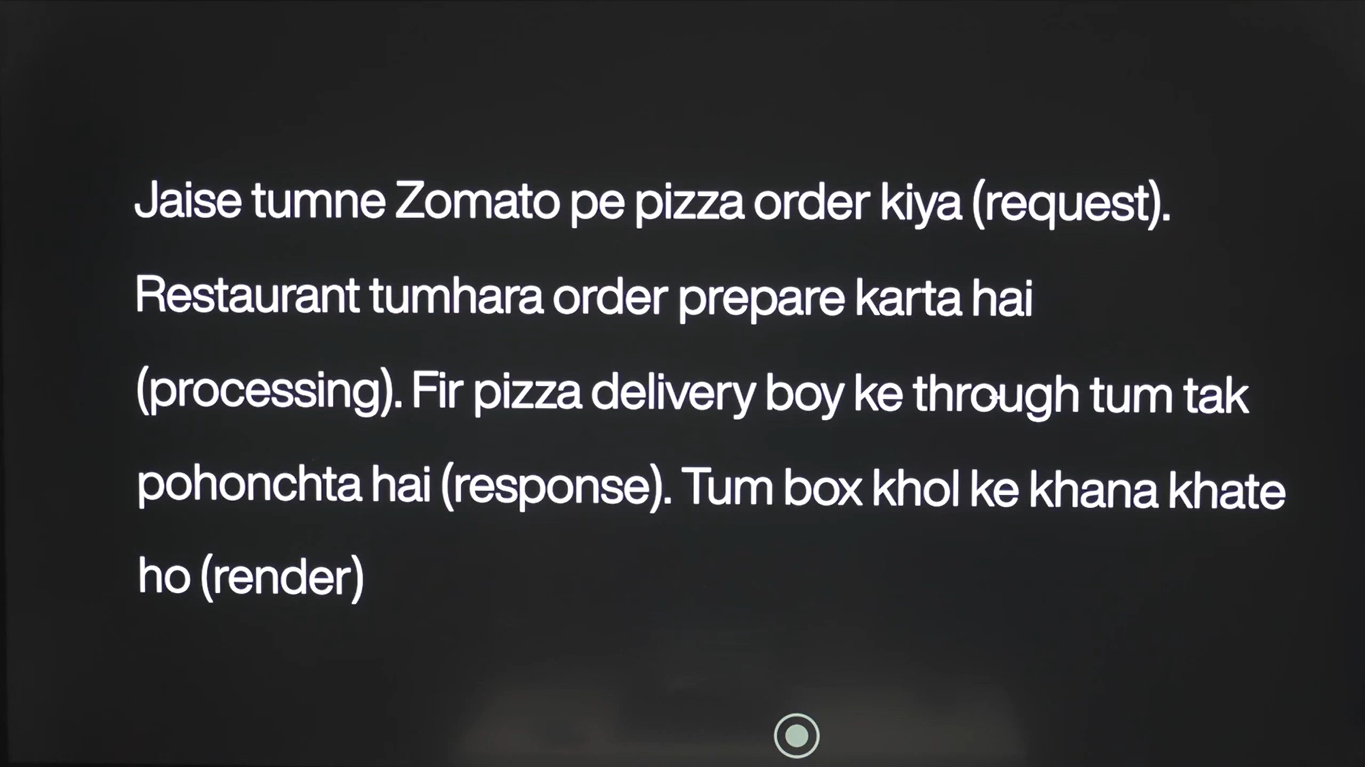 Jaise tumne Zomato pe pizza order kiya (request).
Restaurant tumhara order prepare karta hai
(processing). Fir pizza delivery boy ke through tum tak
pohonchta hai (response). Tum box khol ke khana khate
ho (render)